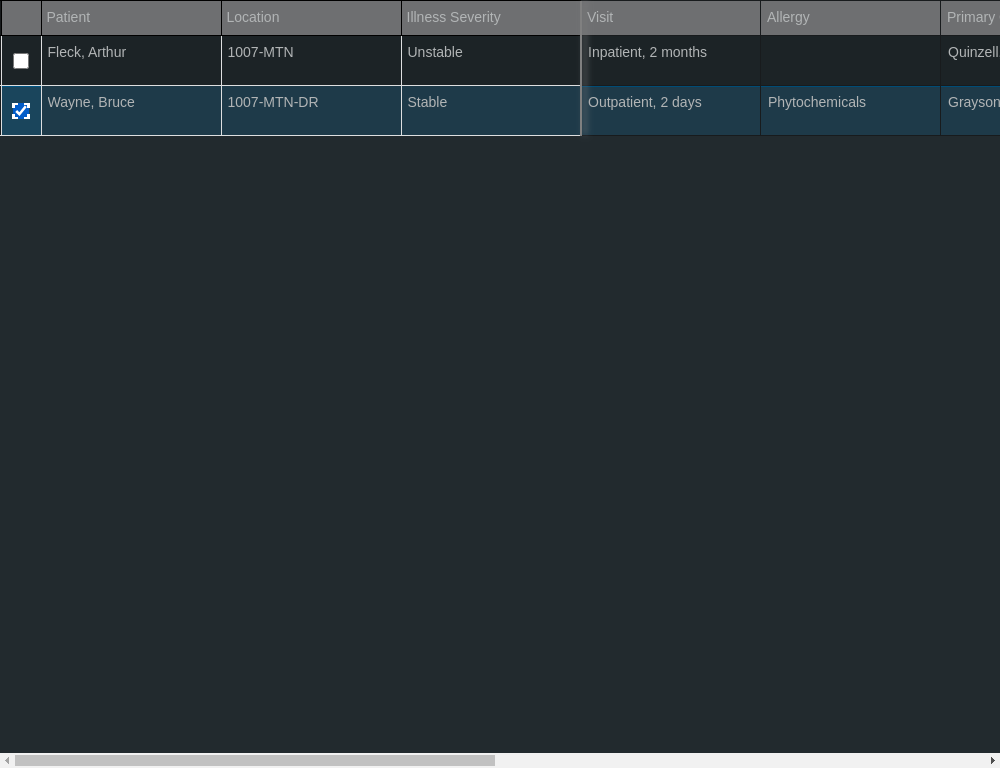 Patient Location Illness Severity Visit Allergy Primary
Fleck, Arthur 1007-MTN Unstable Inpatient, 2 months Quinzell
Wayne, Bruce 1007-MTN-DR Stable Outpatient, 2 days Phytochemicals Grayson